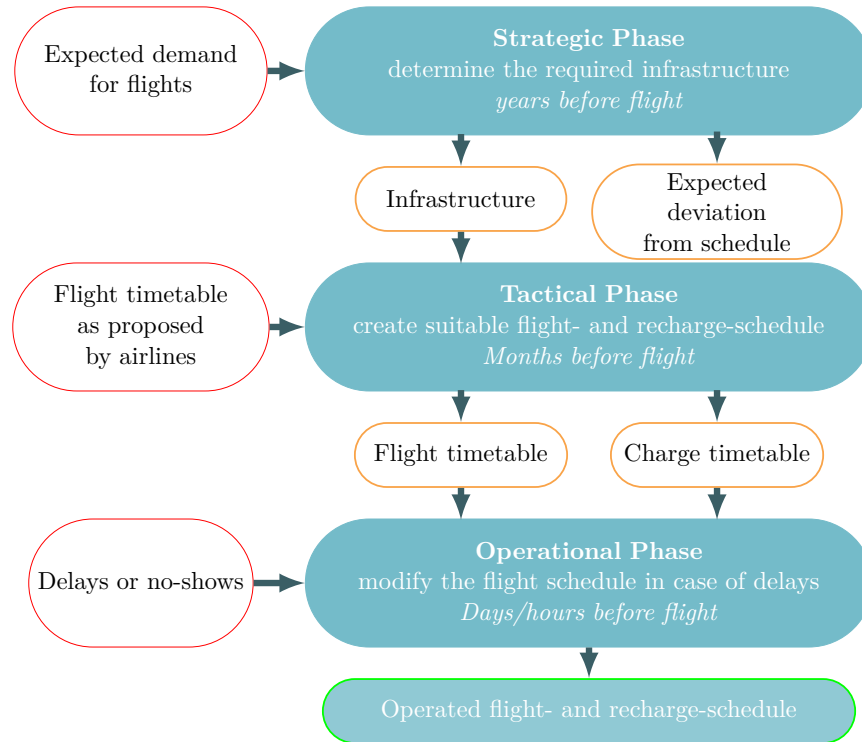 Expected demand
for flights
Strategic Phase
determine the required infrastructure
years before flight
Infrastructure
Expected
deviation
from schedule
Flight timetable
as proposed
by airlines
Tactical Phase
create suitable flight- and recharge-schedule
Months before flight
Flight timetable
Charge timetable
Delays or no-shows
Operational Phase
modify the flight schedule in case of delays
Days/hours before flight
Operated flight- and recharge-schedule